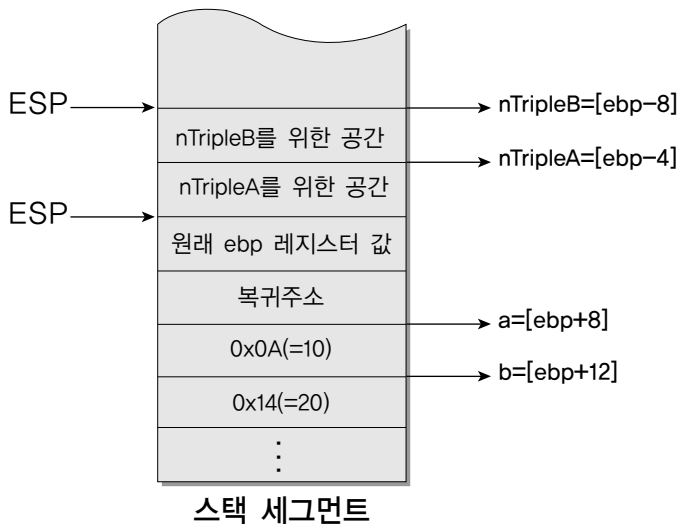 ESP
nTripleB=[ebp-8]
nTripleB를 위한 공간
nTripleA=[ebp-4]
nTripleA를 위한 공간
ESP
원래 ebp 레지스터 값
복귀주소
a=[ebp+8]
0x0A(=10)
b=[ebp+12]
0x14(=20)
⋮
스택 세그먼트